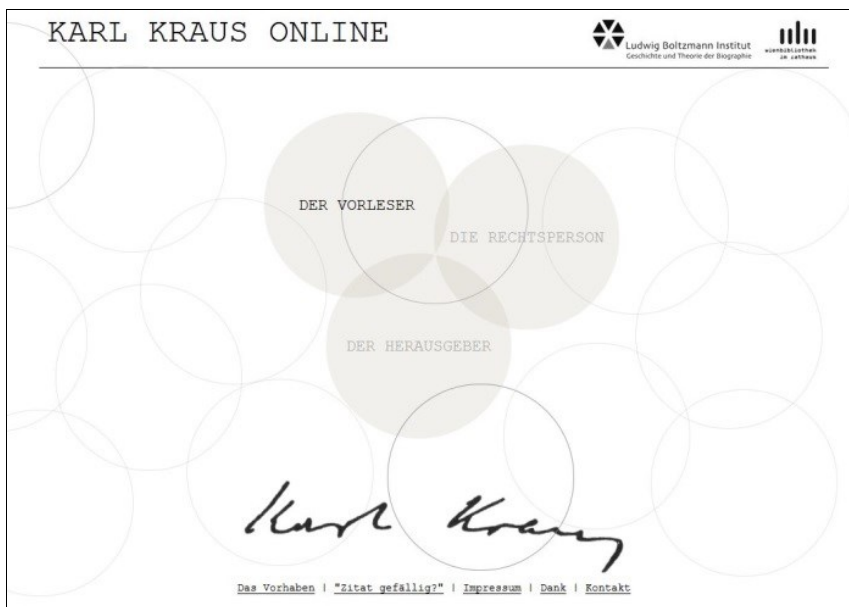 KARL KRAUS ONLINE
Ludwig Boltzmann Institut
Geschichte und Theorie der Biographie
wienbibliothek
im rathaus
DER VORLESER
DIE RECHTSPERSON
DER HERAUSGEBER
Karl Kraus
Das Vorhaben | "Zitat gefällig?" | Impressum | Dank | Kontakt